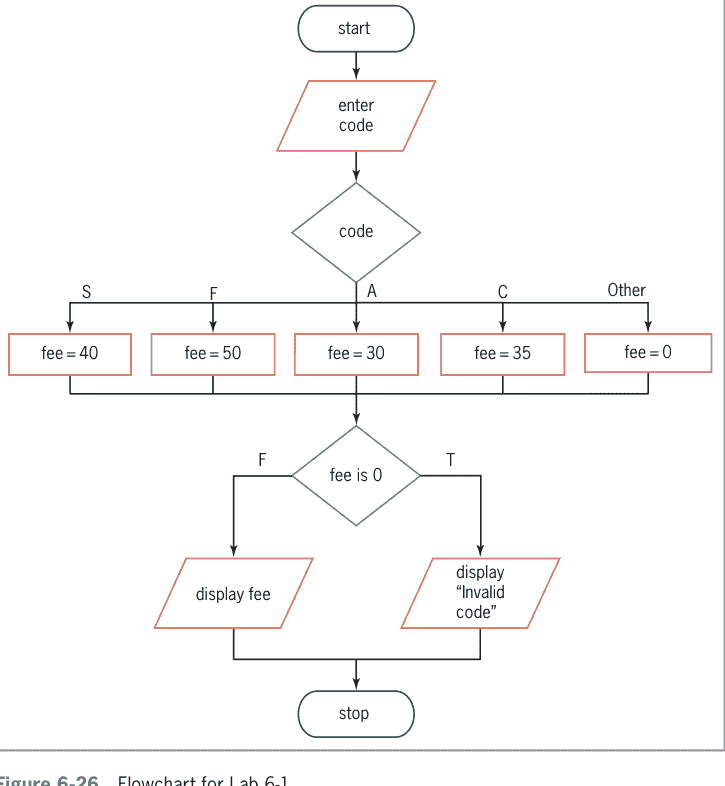 start
enter
code
code
S F A C Other
fee = 40 fee = 50 fee = 30 fee = 35 fee = 0
F T
fee is 0
display fee
display
“Invalid
code”
stop
Figure 6-26 Flowchart for Lab 6-1